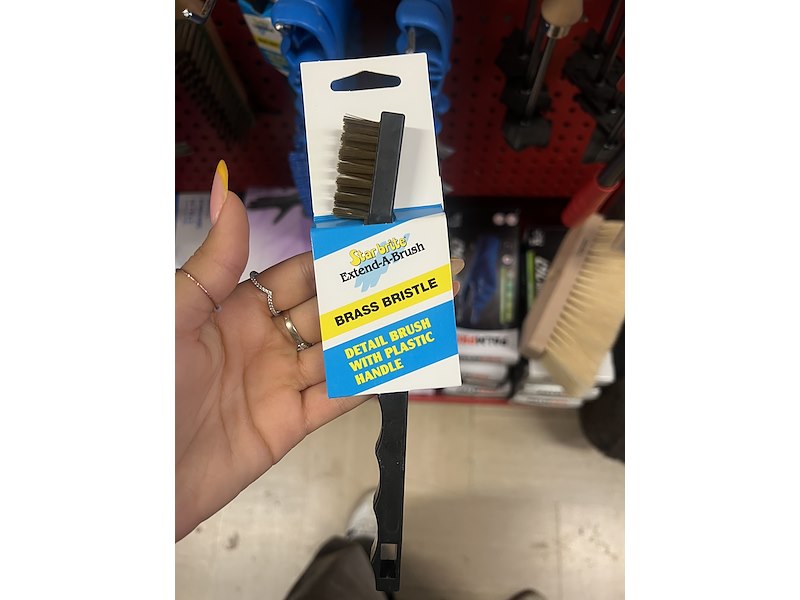 Star brite
Extend-A-Brush
BRASS BRISTLE
DETAIL BRUSH
WITH PLASTIC
HANDLE